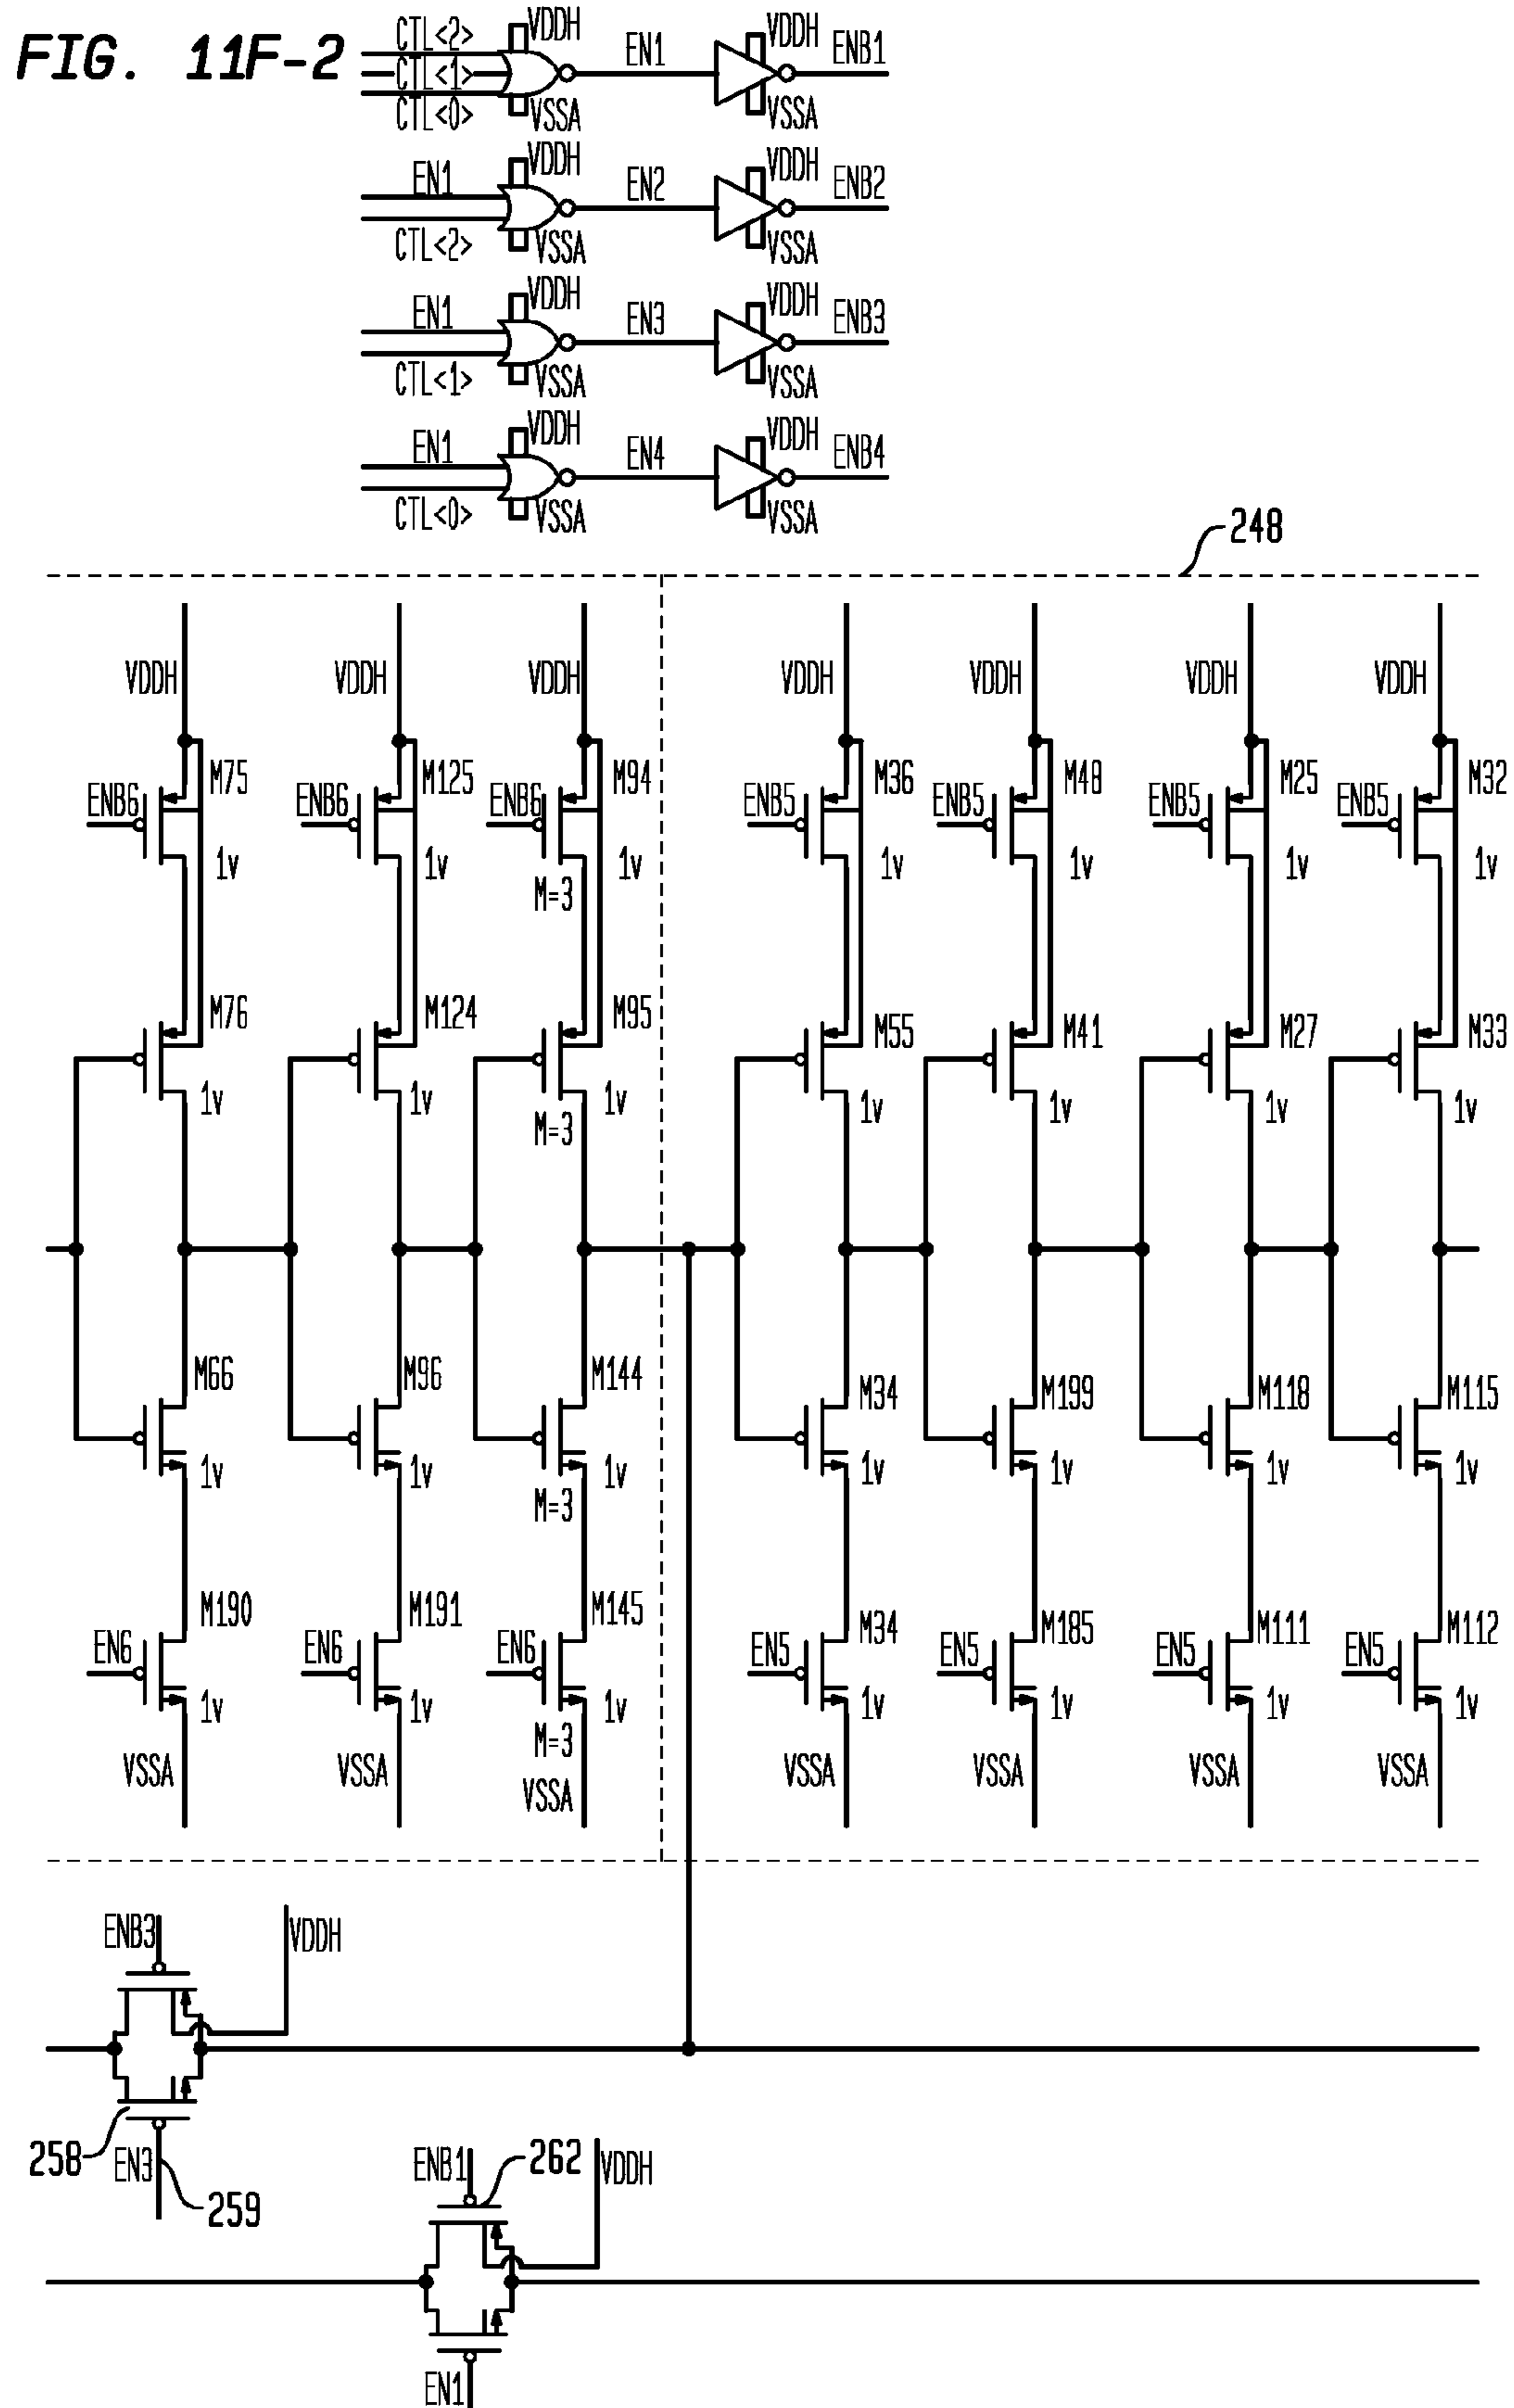 FIG. 11F-2
CTL<2> VDDH EN1 VDDH ENB1
CTL<1>
CTL<0> VSSA VSSA
EN1 VDDH EN2 VDDH ENB2
CTL<2> VSSA VSSA
EN1 VDDH EN3 VDDH ENB3
CTL<1> VSSA VSSA
EN1 VDDH EN4 VDDH ENB4
CTL<0> VSSA VSSA
248
VDDH VDDH VDDH VDDH VDDH VDDH VDDH
M75 M125 M94 M36 M48 M25 M32
ENB6 ENB6 ENB6 ENB5 ENB5 ENB5 ENB5
1v 1v 1v 1v 1v 1v 1v
M=3
M76 M124 M95 M55 M41 M27 M33
1v 1v 1v 1v 1v 1v 1v
M=3
M66 M96 M144 M34 M199 M118 M115
1v 1v 1v 1v 1v 1v 1v
M=3
M190 M191 M145 M34 M185 M111 M112
EN6 EN6 EN6 EN5 EN5 EN5 EN5
1v 1v 1v 1v 1v 1v 1v
M=3
VSSA VSSA VSSA VSSA VSSA VSSA VSSA
ENB3 VDDH
258 EN3 259
ENB1 262 VDDH
EN1